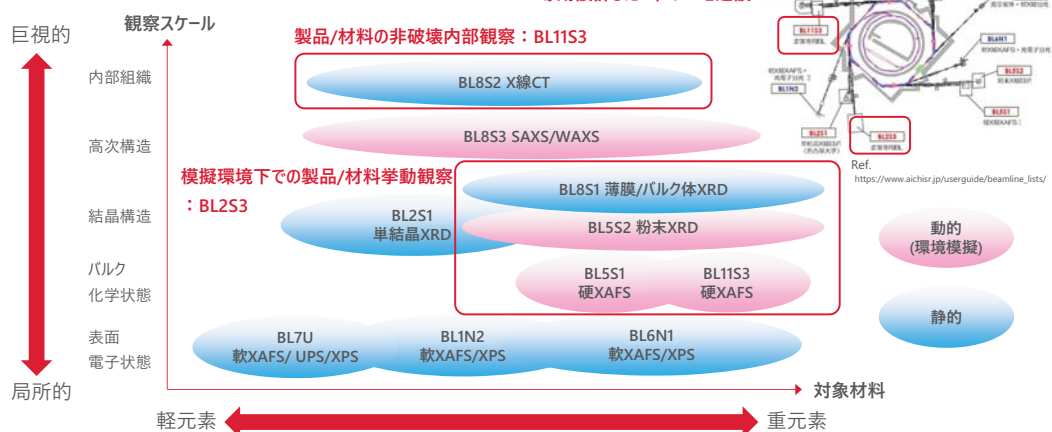 観察スケール
巨視的
局所的
製品/材料の非破壊内部観察：BL11S3
内部組織
BL8S2 X線CT
高次構造
BL8S3 SAXS/WAXS
模擬環境下での製品/材料挙動観察
：BL2S3
結晶構造
BL8S1 薄膜/バルク体XRD
BL2S1
単結晶XRD
BL5S2 粉末XRD
バルク
化学状態
BL5S1
硬XAFS
BL11S3
硬XAFS
表面
電子状態
BL7U
軟XAFS/ UPS/XPS
BL1N2
軟XAFS/XPS
BL6N1
軟XAFS/XPS
対象材料
軽元素
重元素
動的
(環境模擬)
静的
BL11S3
BL6N1
BL1N2
BL5S2
BL5S1
BL2S1
BL2S3
Ref.
https://www.aichisr.jp/userguide/beamline_lists/